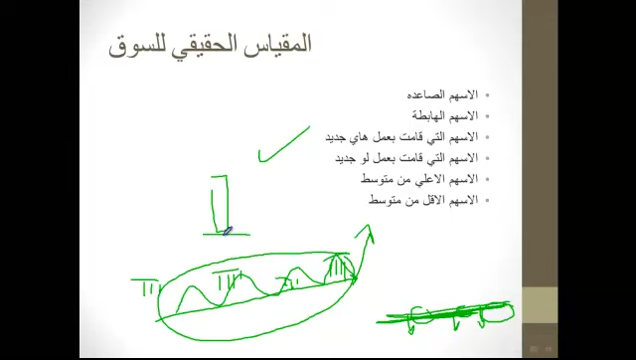 المقياس الحقيقي للسوق
الاسهم الصاعده
الاسهم الهابطة
الاسهم التي قامت بعمل هاي جديد
الاسهم التي قامت بعمل لو جديد
الاسهم الاعلي من متوسط
الاسهم الاقل من متوسط